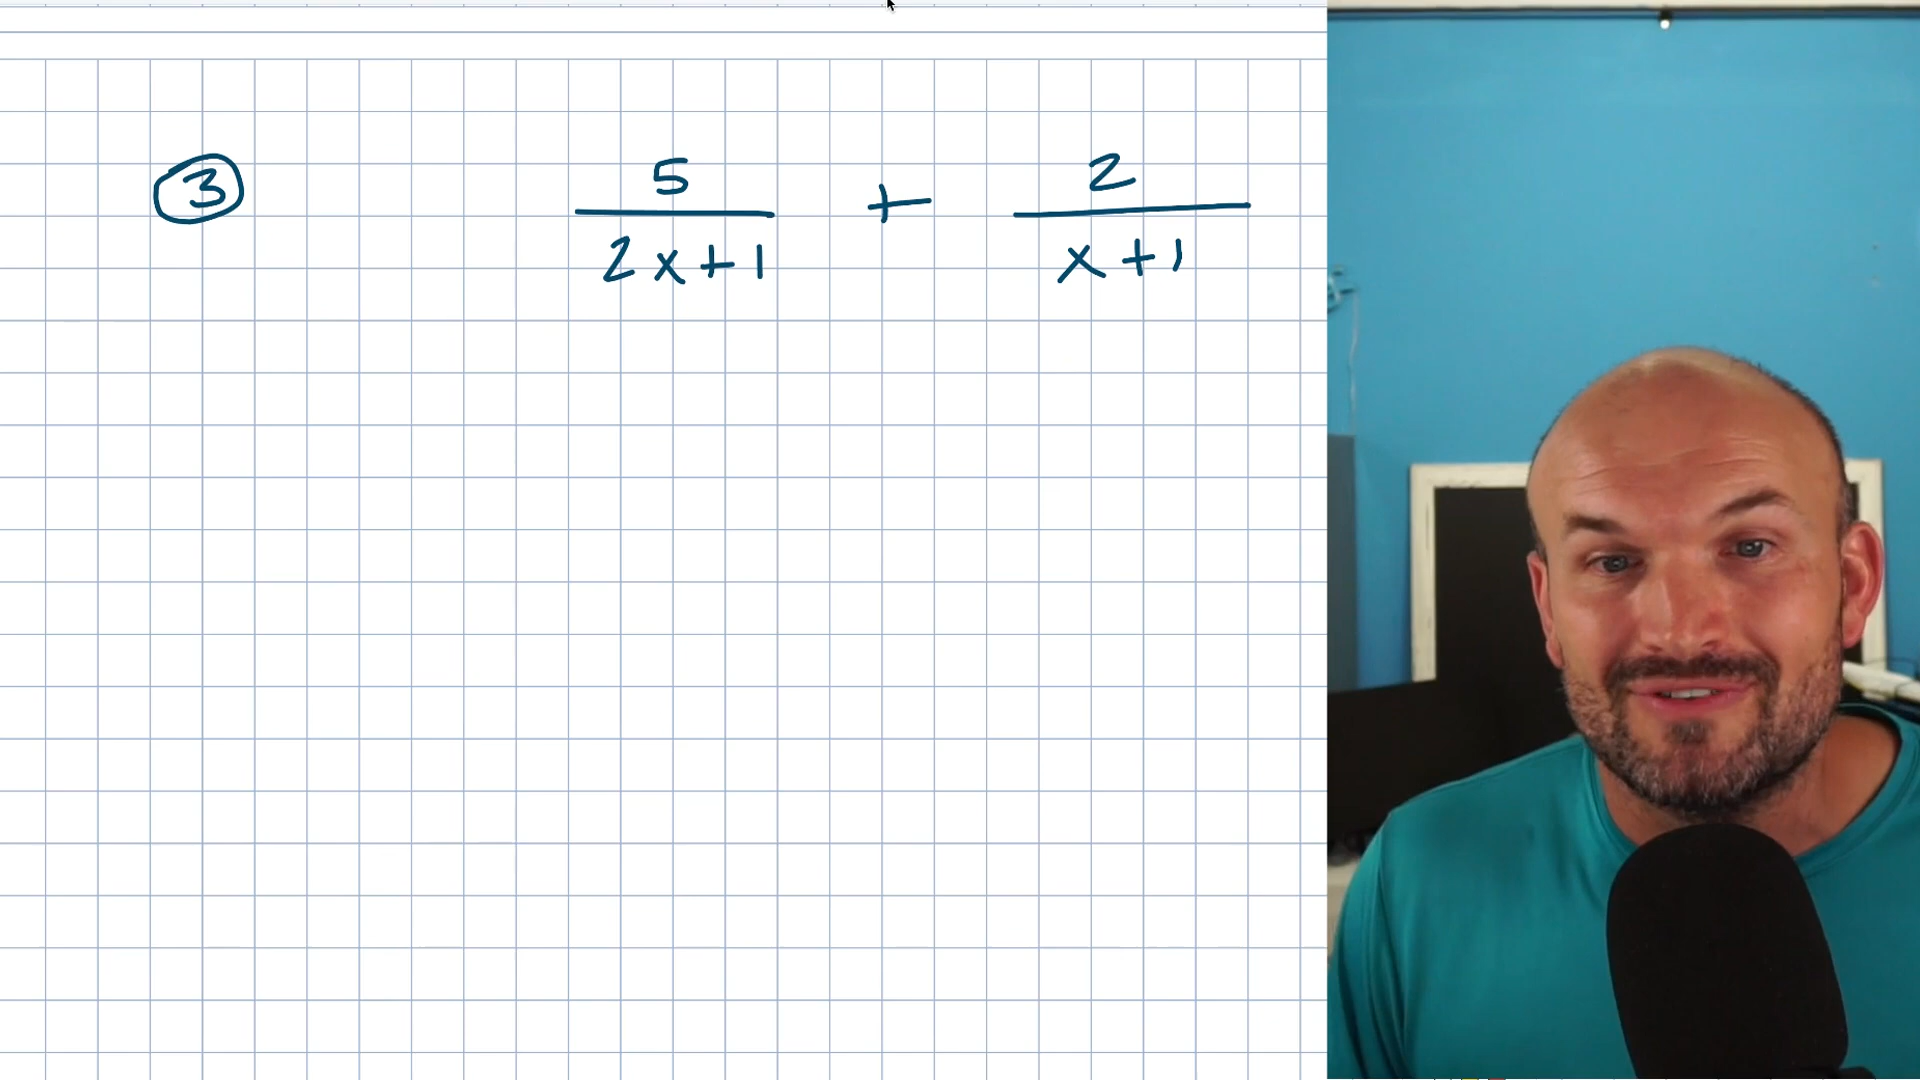 ③ 5/(2x+1) + 2/(x+1)